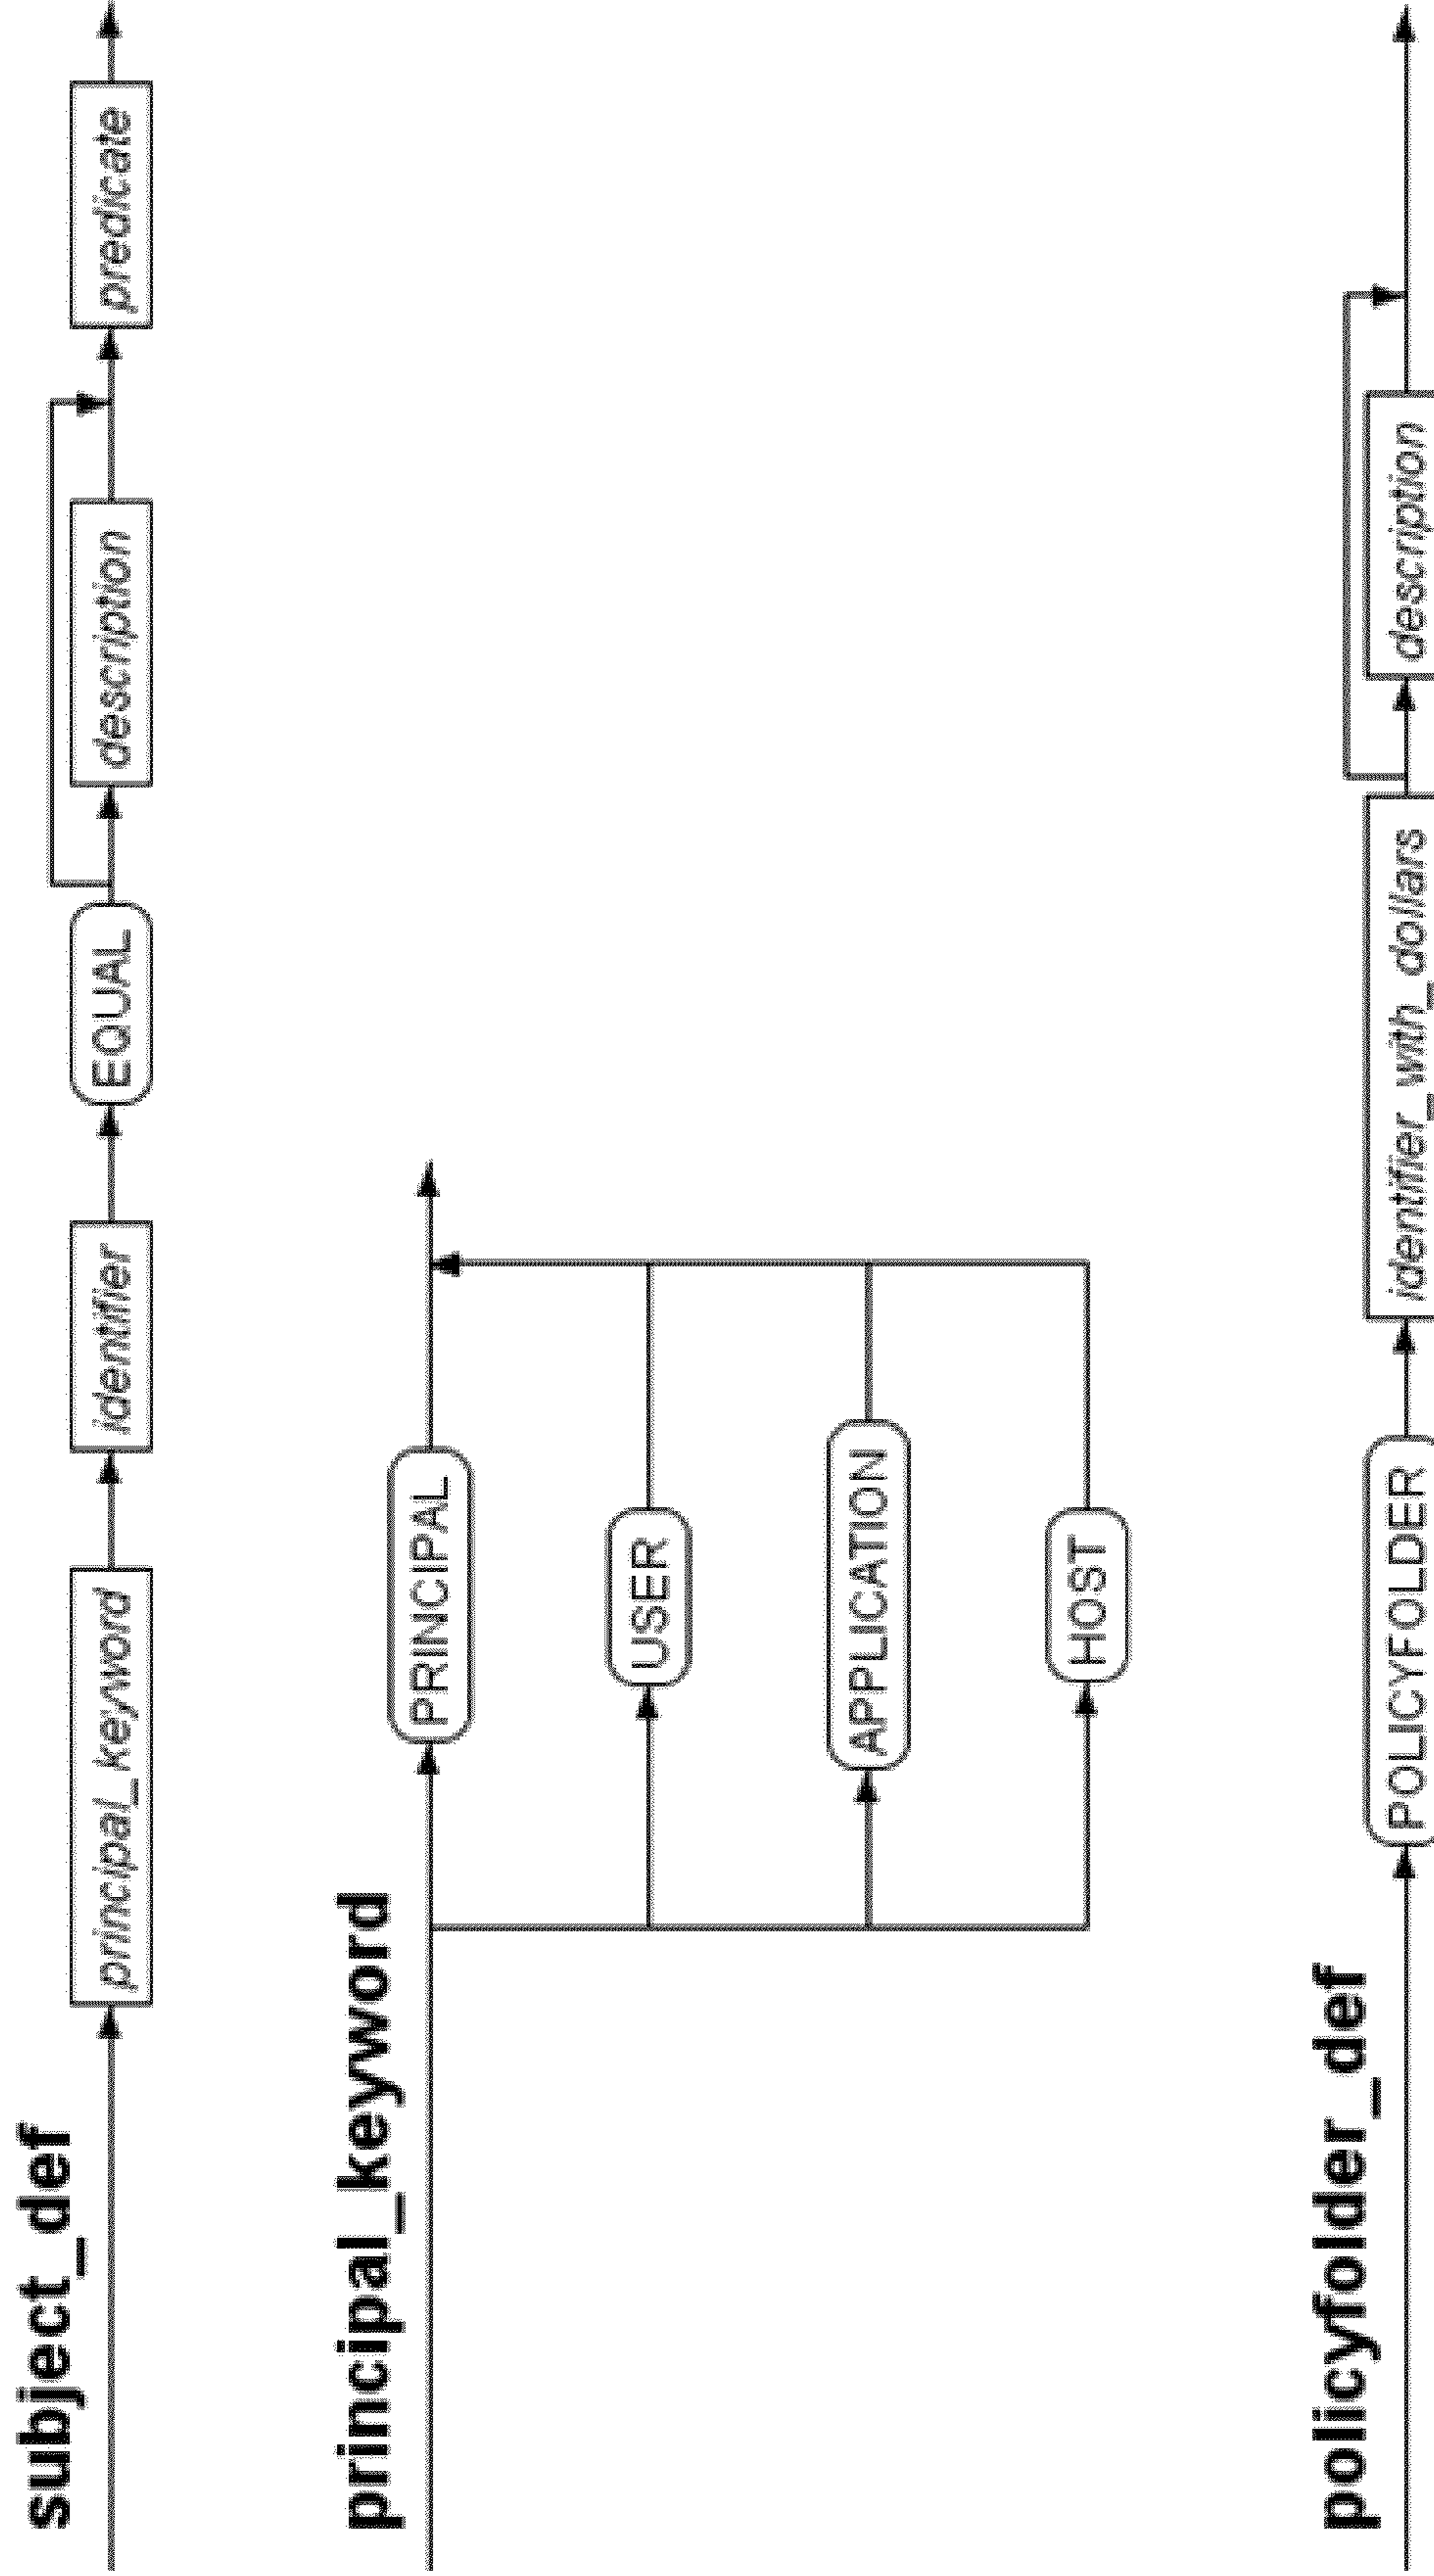 subject_def
principal_keyword identifier EQUAL description predicate
principal_keyword
PRINCIPAL
USER
APPLICATION
HOST
policyfolder_def
POLICYFOLDER identifier_with_dollars description